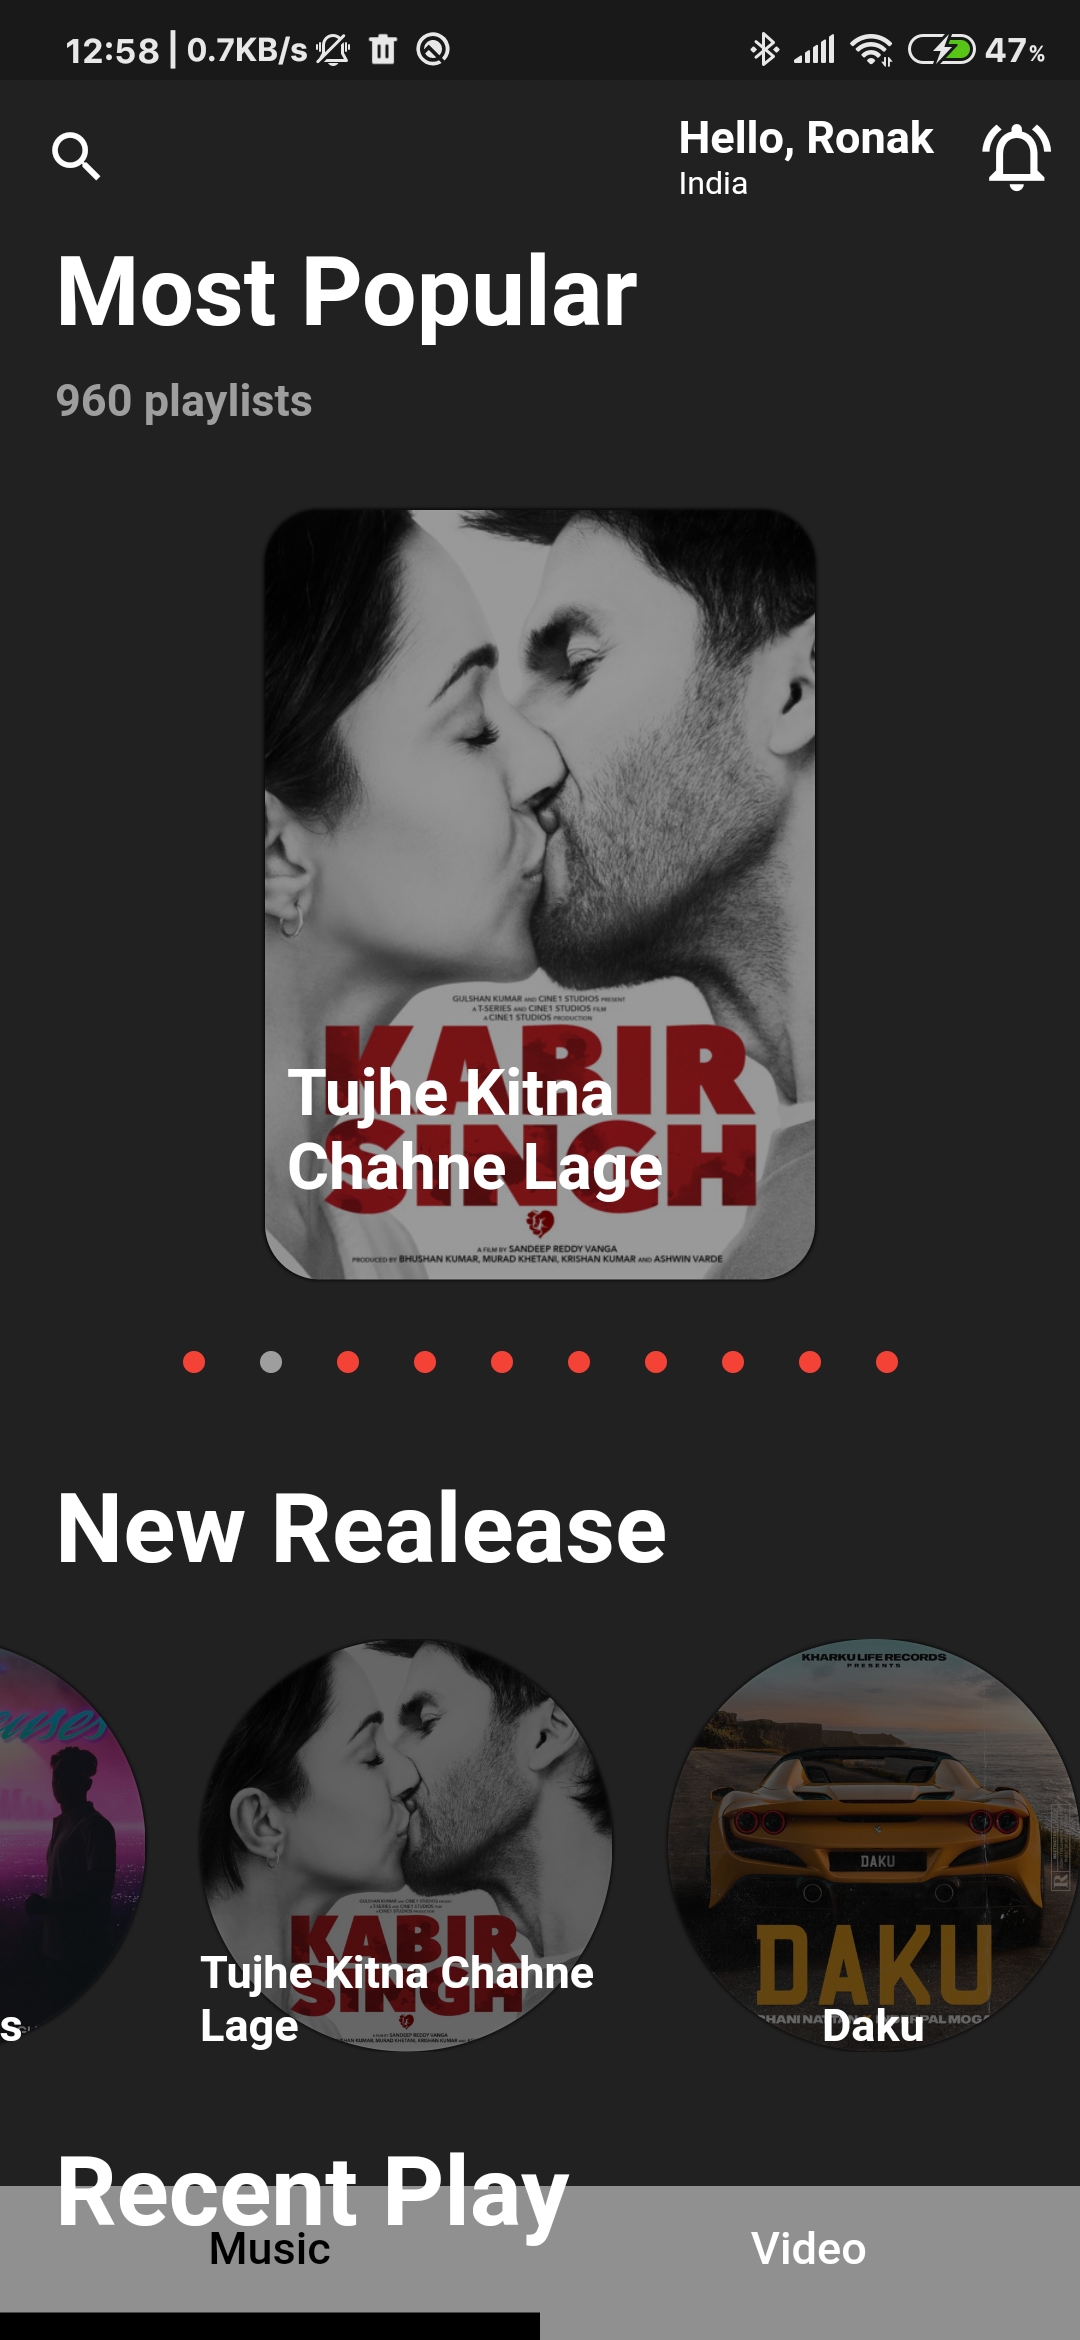 12:58 | 0.7KB/s
47%
Hello, Ronak
India
Most Popular
960 playlists
GULSHAN KUMAR AND CINE1 STUDIOS PRESENT
A T-SERIES AND CINE1 STUDIOS FILM
A CINE1 STUDIOS PRODUCTION
KABIR
SINGH
Tujhe Kitna
Chahne Lage
A FILM BY SANDEEP REDDY VANGA
PRODUCED BY BHUSHAN KUMAR, MURAD KHETANI, KRISHAN KUMAR AND ASHWIN VARDE
New Realease
s
KABIR
SINGH
Tujhe Kitna Chahne
Lage
KHARKU LIFE RECORDS
PRESENTS
DAKU
DAKU
Daku
Recent Play
Music
Video